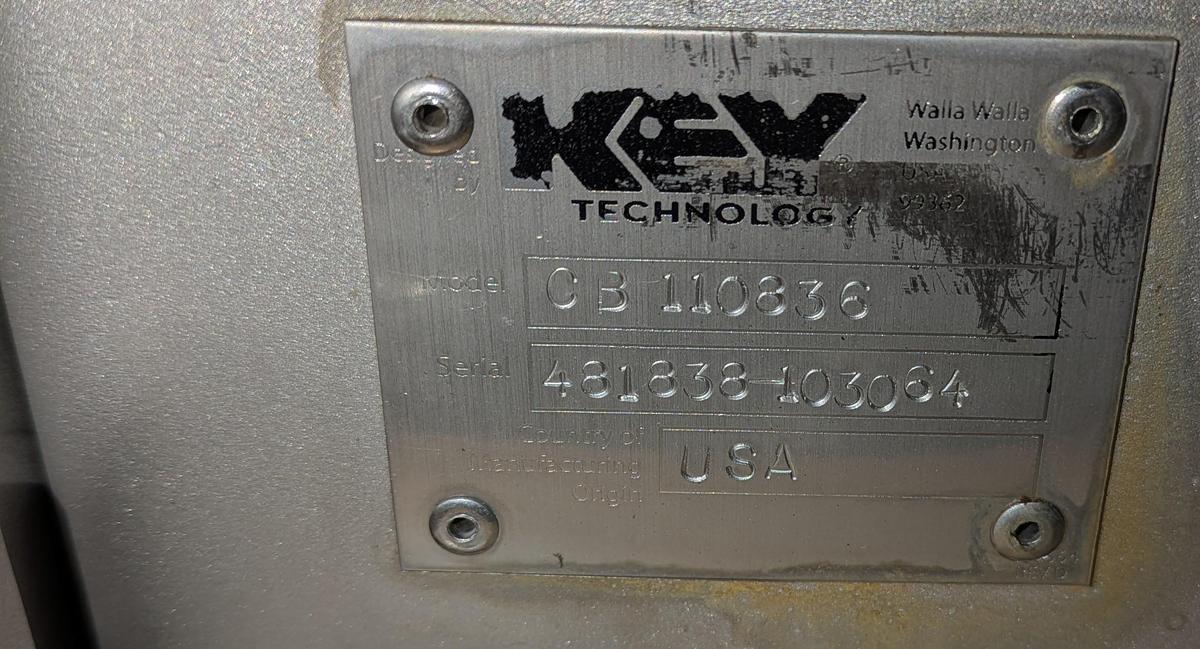 Designed
by
KEY®
TECHNOLOGY
Walla Walla
Washington
USA
99362
Model
CB 110836
Serial
481838-103064
Country of
Manufacturing
Origin
USA